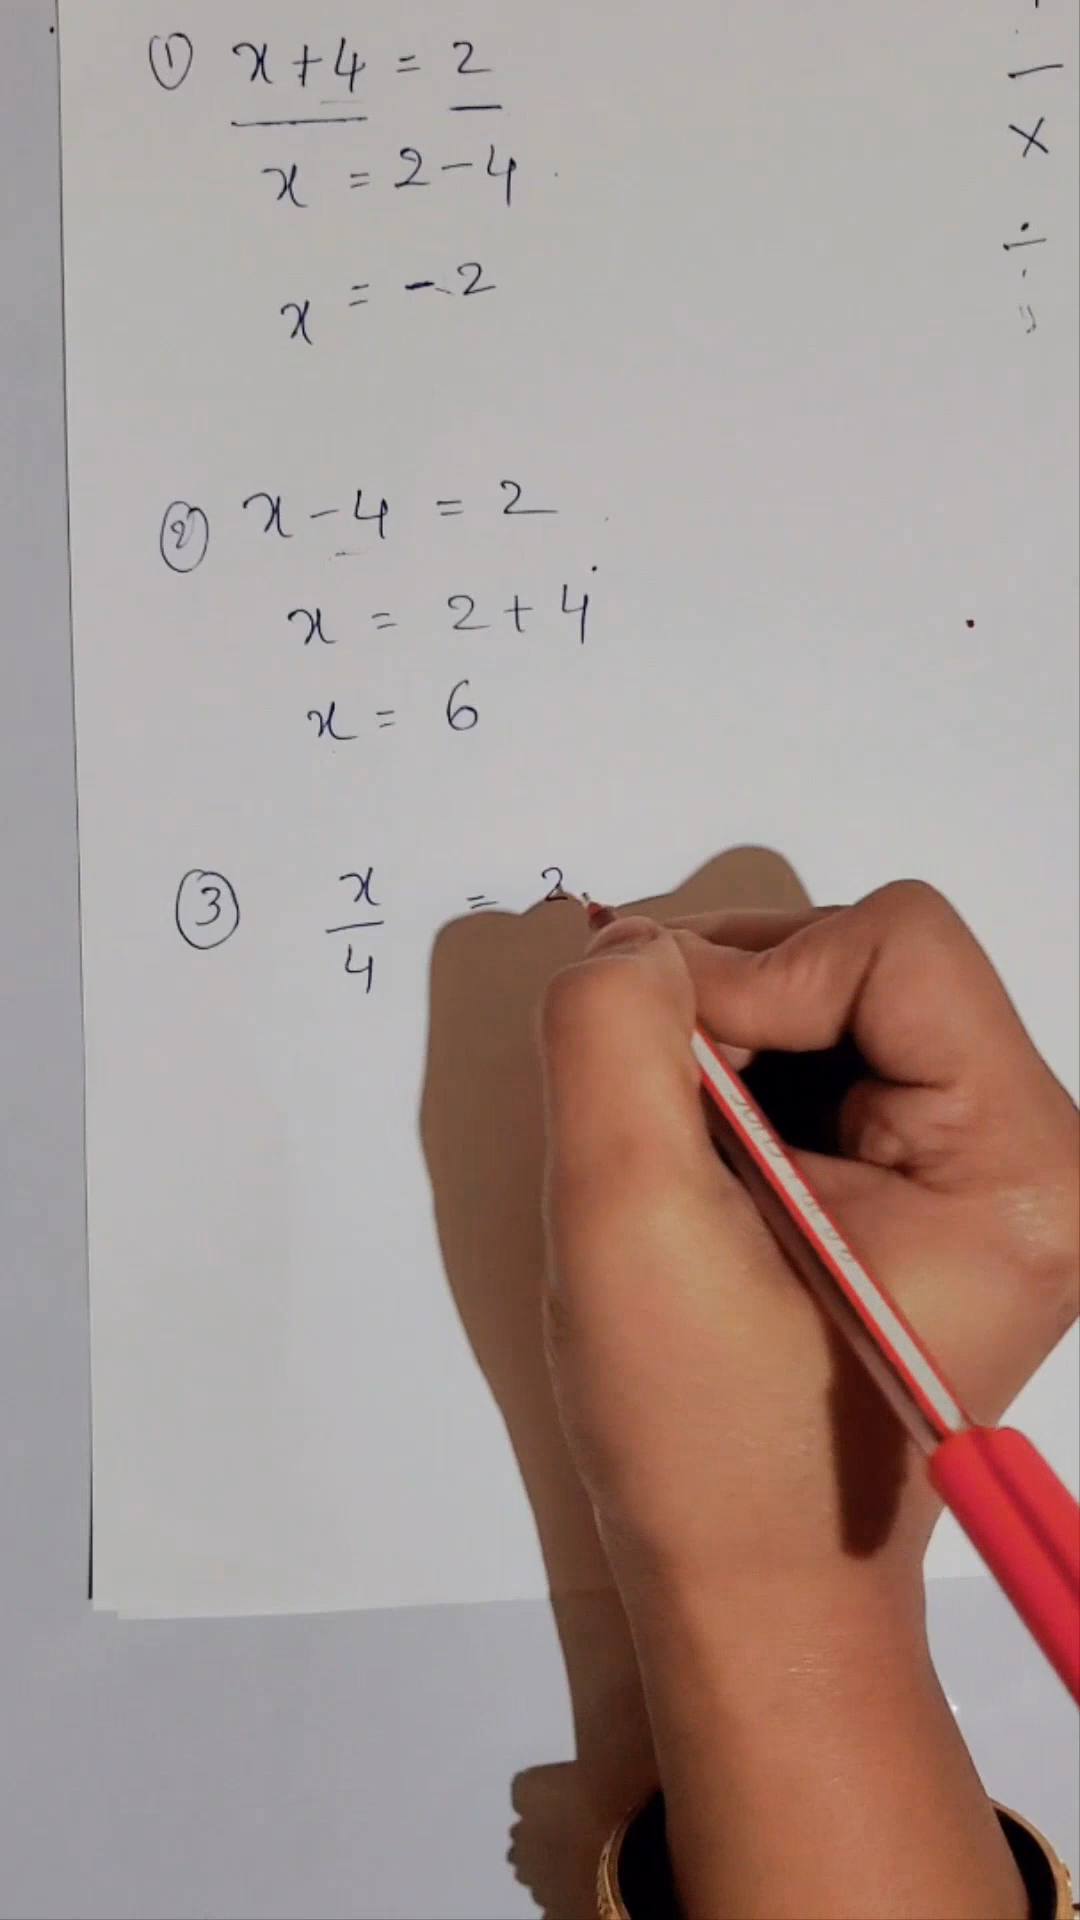 ① x + 4 = 2
x = 2 - 4
x = - 2
② x - 4 = 2
x = 2 + 4
x = 6
③ x/4 = 2
−
×
÷